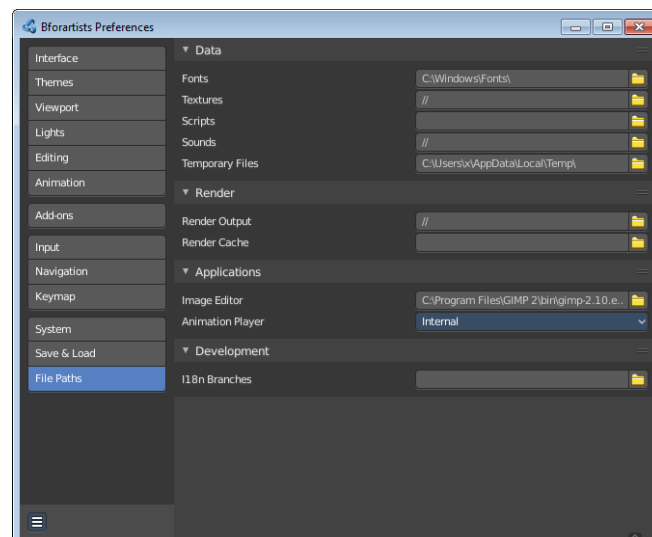 Bforartists Preferences
Interface
Themes
Viewport
Lights
Editing
Animation
Add-ons
Input
Navigation
Keymap
System
Save & Load
File Paths
Data
Fonts C:\Windows\Fonts\
Textures //
Scripts
Sounds //
Temporary Files C:\Users\x\AppData\Local\Temp\
Render
Render Output //
Render Cache
Applications
Image Editor C:\Program Files\GIMP 2\bin\gimp-2.10.e..
Animation Player Internal
Development
I18n Branches